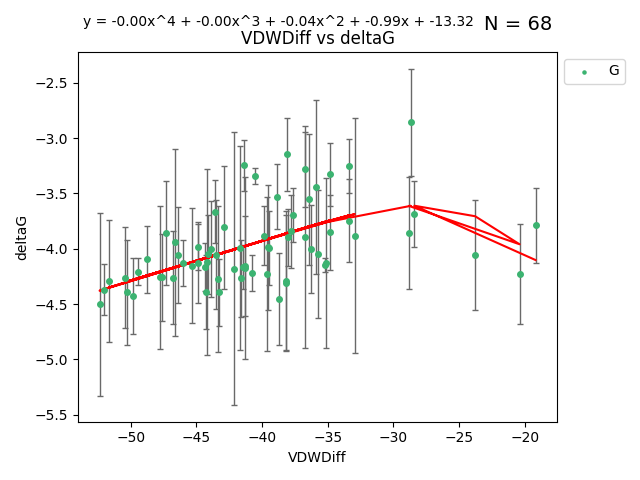 y = -0.00x^4 + -0.00x^3 + -0.04x^2 + -0.99x + -13.32 N = 68
VDWDiff vs deltaG
G
−2.5
−3.0
−3.5
−4.0
−4.5
−5.0
−5.5
deltaG
−50 −45 −40 −35 −30 −25 −20
VDWDiff